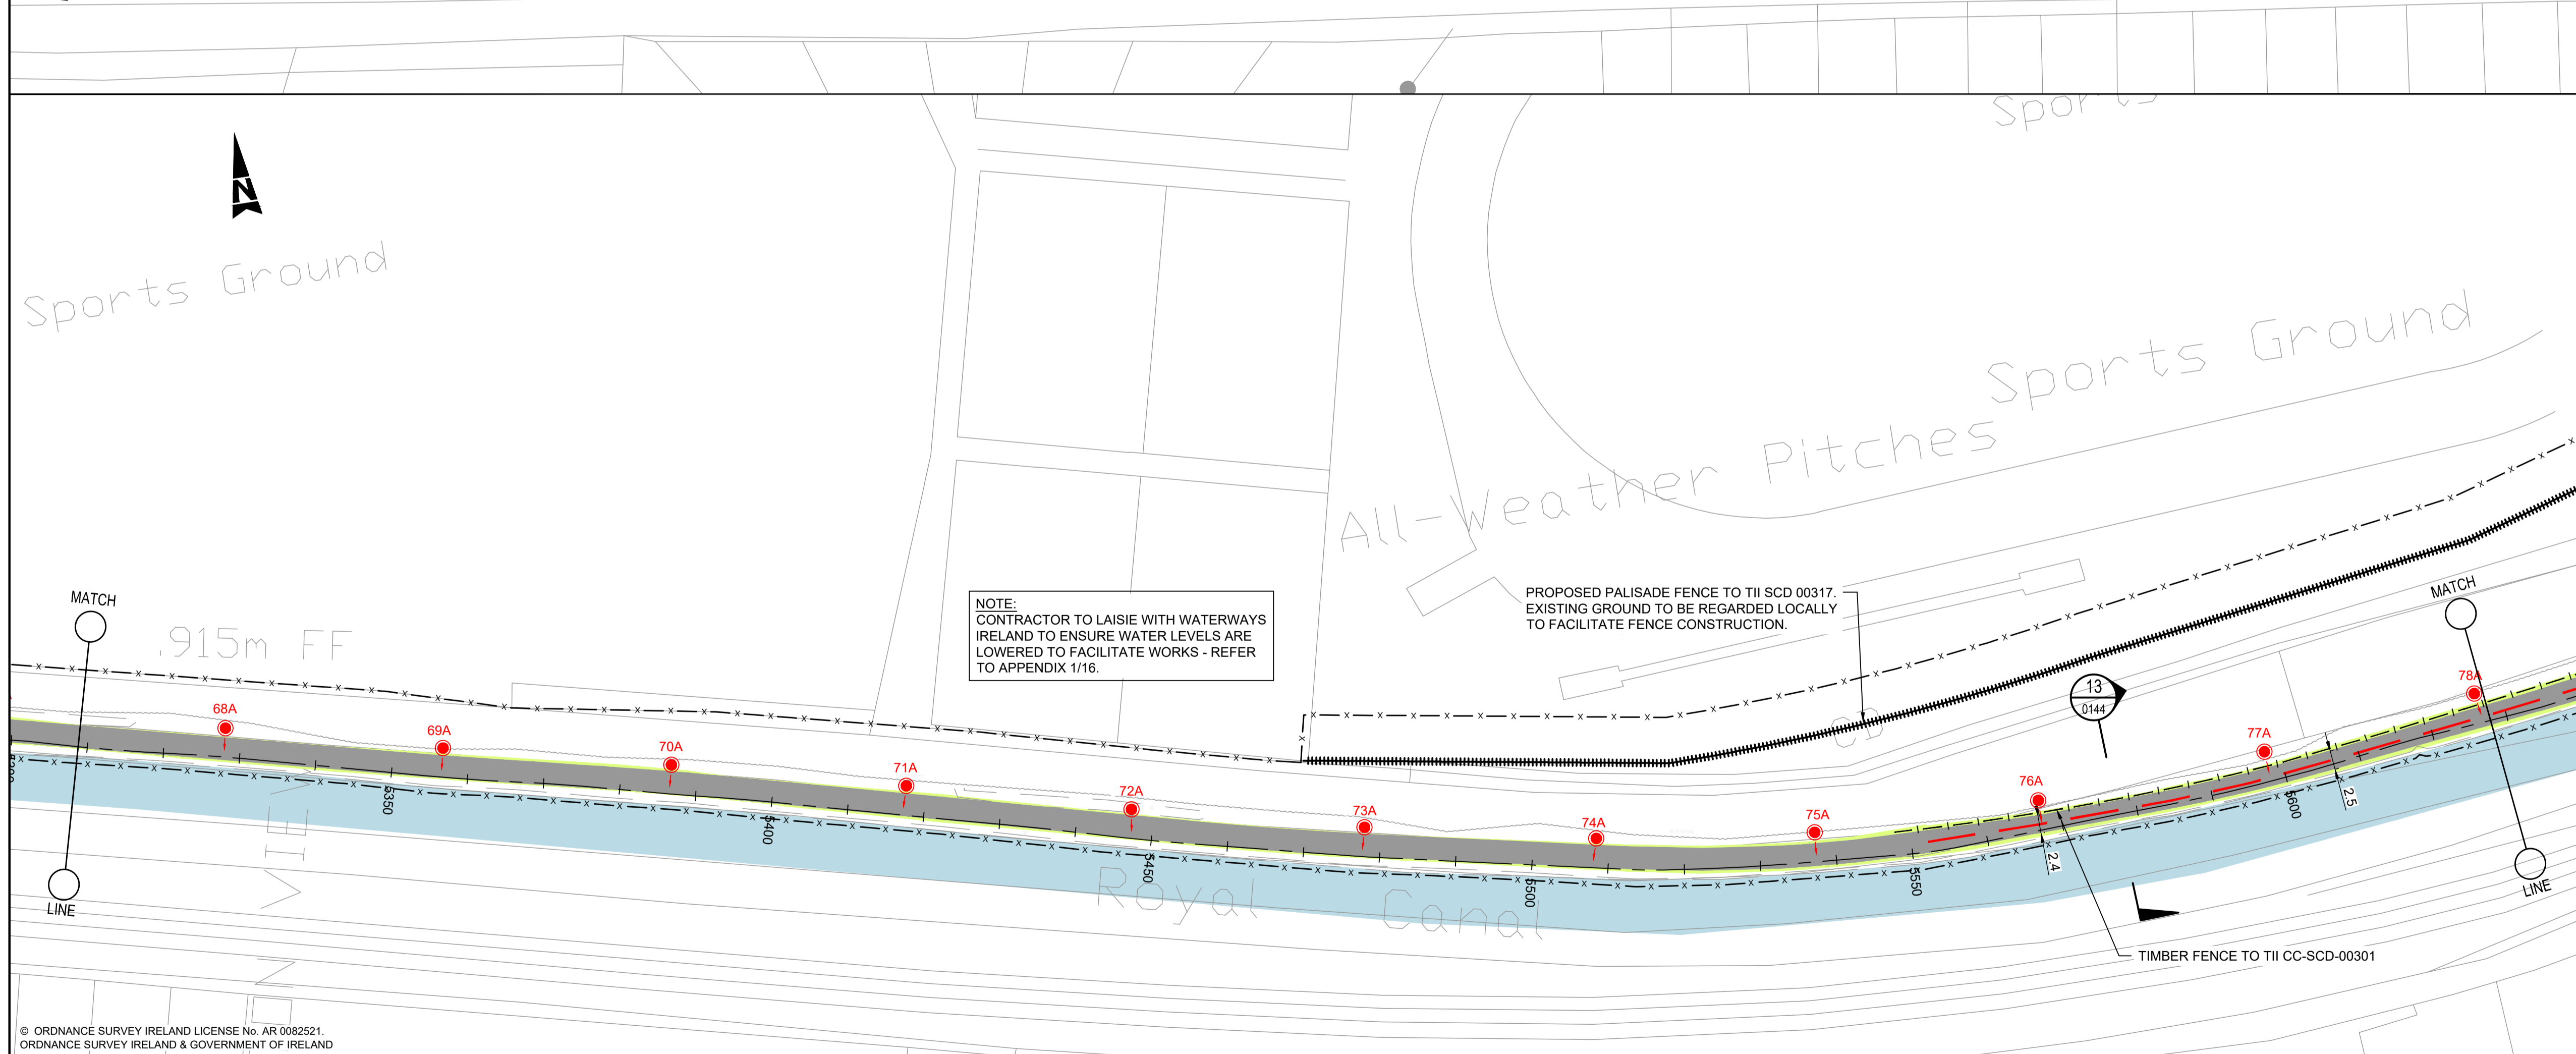 Sports
N
Sports Ground
Sports Ground
All-Weather Pitches
MATCH
.915m FF
NOTE:
CONTRACTOR TO LAISIE WITH WATERWAYS
IRELAND TO ENSURE WATER LEVELS ARE
LOWERED TO FACILITATE WORKS - REFER
TO APPENDIX 1/16.
PROPOSED PALISADE FENCE TO TII SCD 00317.
EXISTING GROUND TO BE REGARDED LOCALLY
TO FACILITATE FENCE CONSTRUCTION.
MATCH
13
0144
68A
69A
70A
71A
72A
73A
74A
75A
76A
77A
78A
5350
5400
5450
5500
5550
5600
2.4
2.5
LINE
LINE
Royal Canal
TIMBER FENCE TO TII CC-SCD-00301
© ORDNANCE SURVEY IRELAND LICENSE No. AR 0082521.
ORDNANCE SURVEY IRELAND & GOVERNMENT OF IRELAND